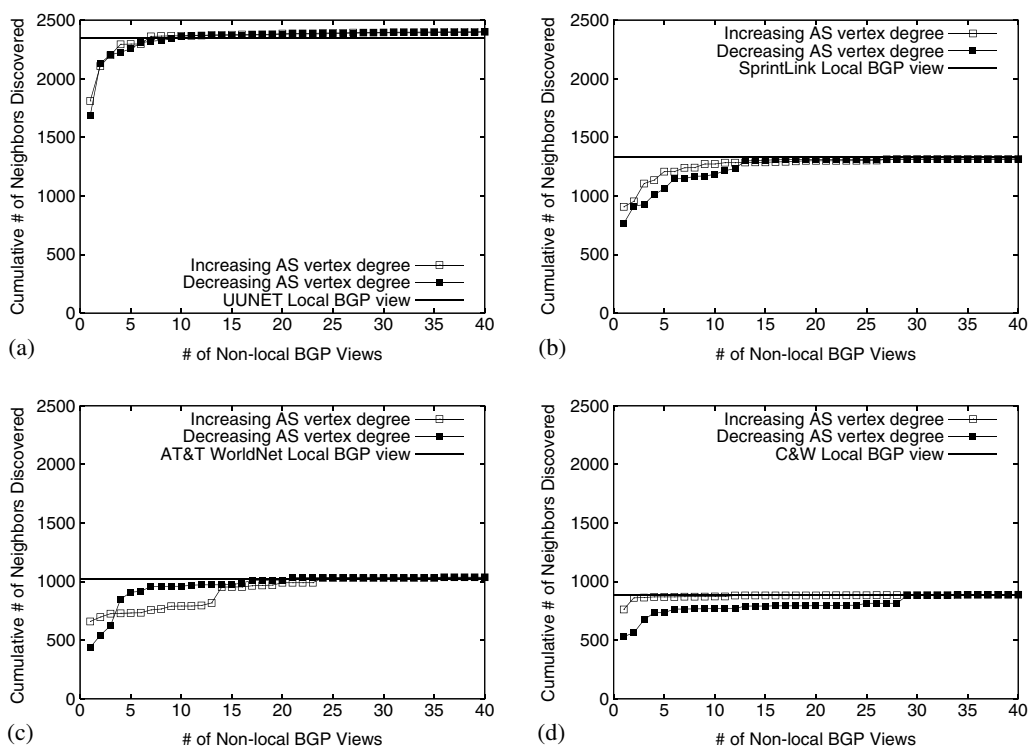 2500
2000
1500
1000
500
0
Cumulative # of Neighbors Discovered
Increasing AS vertex degree
Decreasing AS vertex degree
UUNET Local BGP view
0 5 10 15 20 25 30 35 40
(a)
# of Non-local BGP Views
2500
2000
1500
1000
500
0
Cumulative # of Neighbors Discovered
Increasing AS vertex degree
Decreasing AS vertex degree
SprintLink Local BGP view
0 5 10 15 20 25 30 35 40
(b)
# of Non-local BGP Views
2500
2000
1500
1000
500
0
Cumulative # of Neighbors Discovered
Increasing AS vertex degree
Decreasing AS vertex degree
AT&T WorldNet Local BGP view
0 5 10 15 20 25 30 35 40
(c)
# of Non-local BGP Views
2500
2000
1500
1000
500
0
Cumulative # of Neighbors Discovered
Increasing AS vertex degree
Decreasing AS vertex degree
C&W Local BGP view
0 5 10 15 20 25 30 35 40
(d)
# of Non-local BGP Views